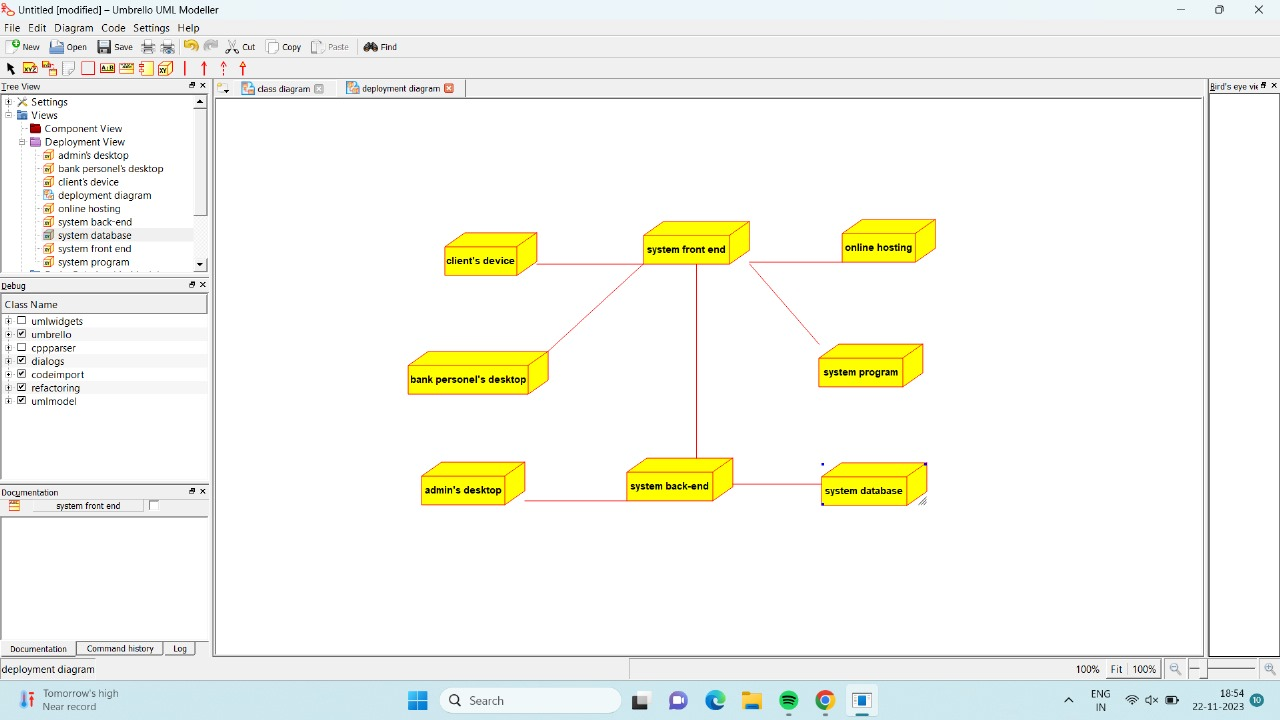 Untitled [modified] – Umbrello UML Modeller
File Edit Diagram Code Settings Help
New Open Save Cut Copy Paste Find
Tree View
class diagram
deployment diagram
Bird's eye vie
Settings
Views
Component View
Deployment View
admin's desktop
bank personel's desktop
client's device
deployment diagram
online hosting
system back-end
system database
system front end
system program
Debug
Class Name
umlwidgets
umbrello
cppparser
dialogs
codeimport
refactoring
umlmodel
Documentation
system front end
Documentation Command history Log
client's device
system front end
online hosting
bank personel's desktop
system program
admin's desktop
system back-end
system database
deployment diagram
100% Fit 100%
Tomorrow's high
Near record
Search
ENG
IN
18:54
22-11-2023
10